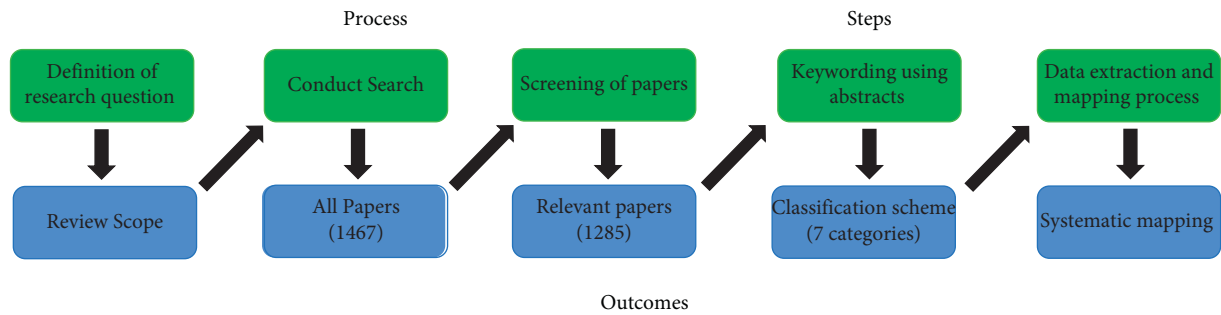 Process
Steps
Definition of
research question
Conduct Search
Screening of papers
Keywording using
abstracts
Data extraction and
mapping process
Review Scope
All Papers
(1467)
Relevant papers
(1285)
Classification scheme
(7 categories)
Systematic mapping
Outcomes